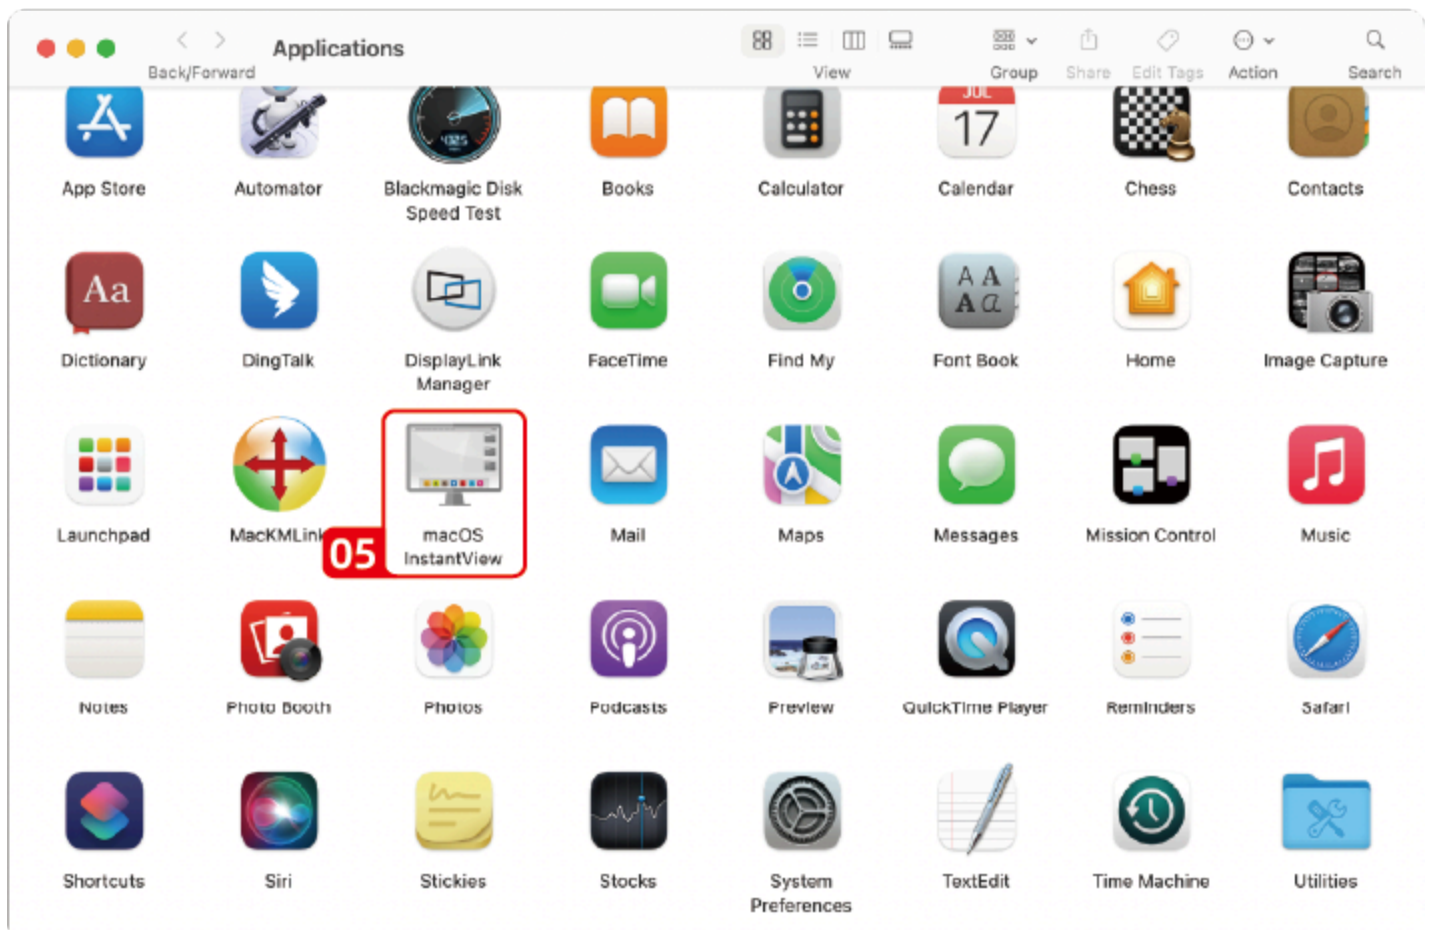 Applications
Back/Forward
View
Group
Share
Edit Tags
Action
Search
JUL
17
App Store
Automator
Blackmagic Disk
Speed Test
Books
Calculator
Calendar
Chess
Contacts
Aa
A A
A a
Dictionary
DingTalk
DisplayLink
Manager
FaceTime
Find My
Font Book
Home
Image Capture
Launchpad
MacKMLink
05
macOS
InstantView
Mail
Maps
Messages
Mission Control
Music
Notes
Photo Booth
Photos
Podcasts
Preview
QuickTime Player
Reminders
Safari
Shortcuts
Siri
Stickies
Stocks
System
Preferences
TextEdit
Time Machine
Utilities